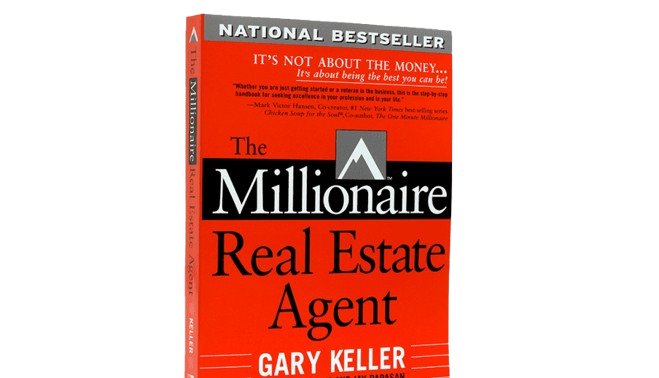 NATIONAL BESTSELLER
IT'S NOT ABOUT THE MONEY...
It's about being the best you can be!
"Whether you are just getting started or a veteran in the business, this is the step-by-step
handbook for seeking excellence in your profession and in your life."
—Mark Victor Hansen, Co-creator, #1 New York Times best-selling series
Chicken Soup for the Soul®; Co-author, The One Minute Millionaire
The
TM
Millionaire
Real Estate
Agent
GARY KELLER
AND JAY PAPASAN
The Millionaire Real Estate Agent
KELLER